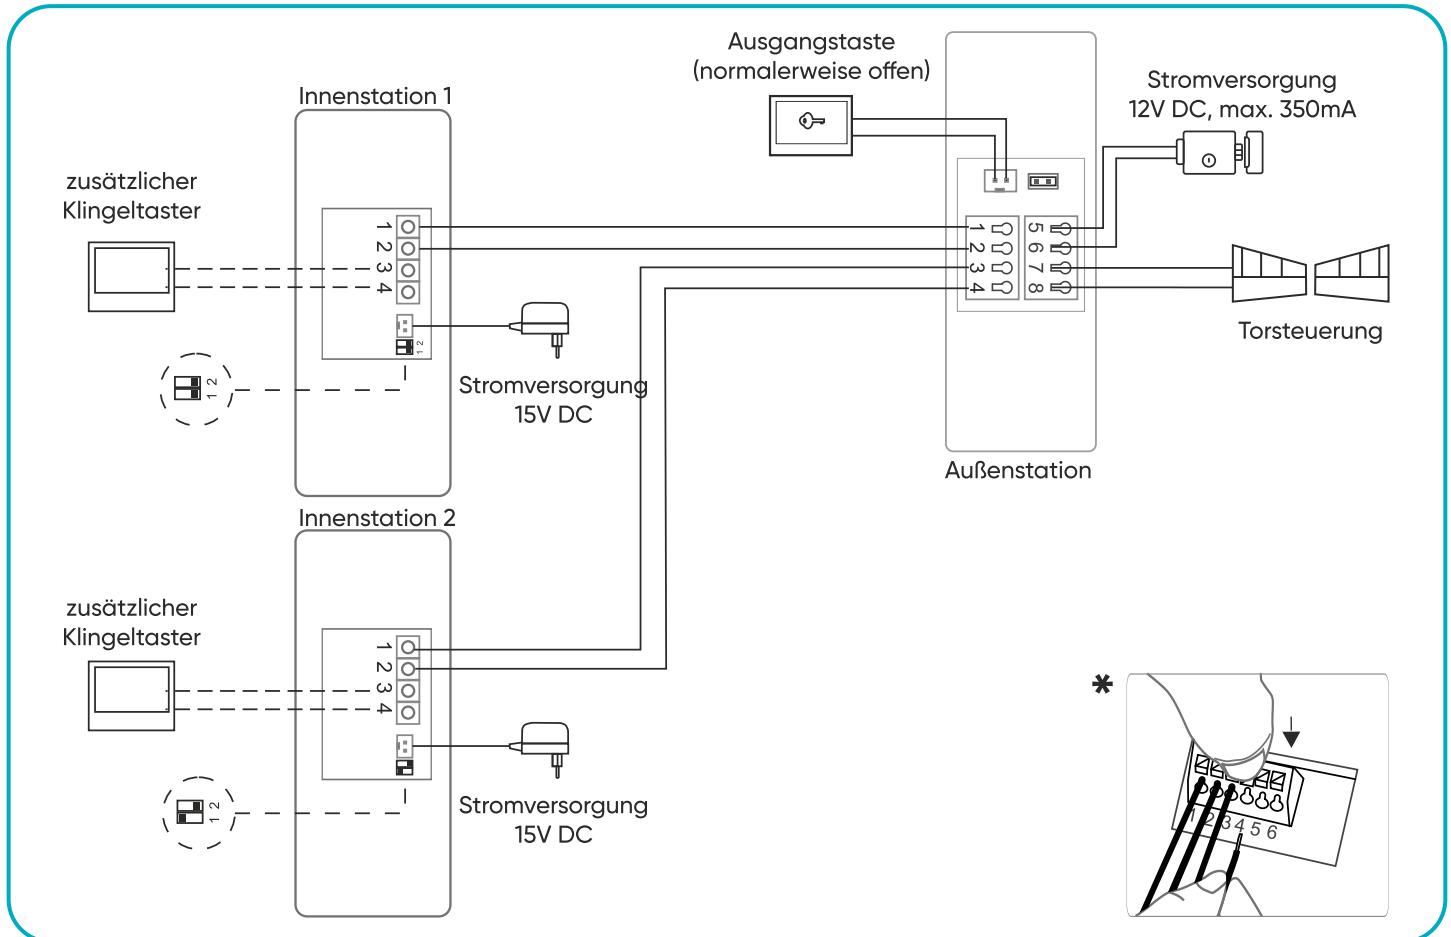 Ausgangstaste
(normalerweise offen)
Stromversorgung
12V DC, max. 350mA
Innenstation 1
zusätzlicher
Klingeltaster
1
2
3
4
1 2
1 2
Stromversorgung
15V DC
1
2
3
4
5
6
7
8
Torsteuerung
Außenstation
Innenstation 2
zusätzlicher
Klingeltaster
1
2
3
4
1 2
Stromversorgung
15V DC
*
1 2 3 4 5 6